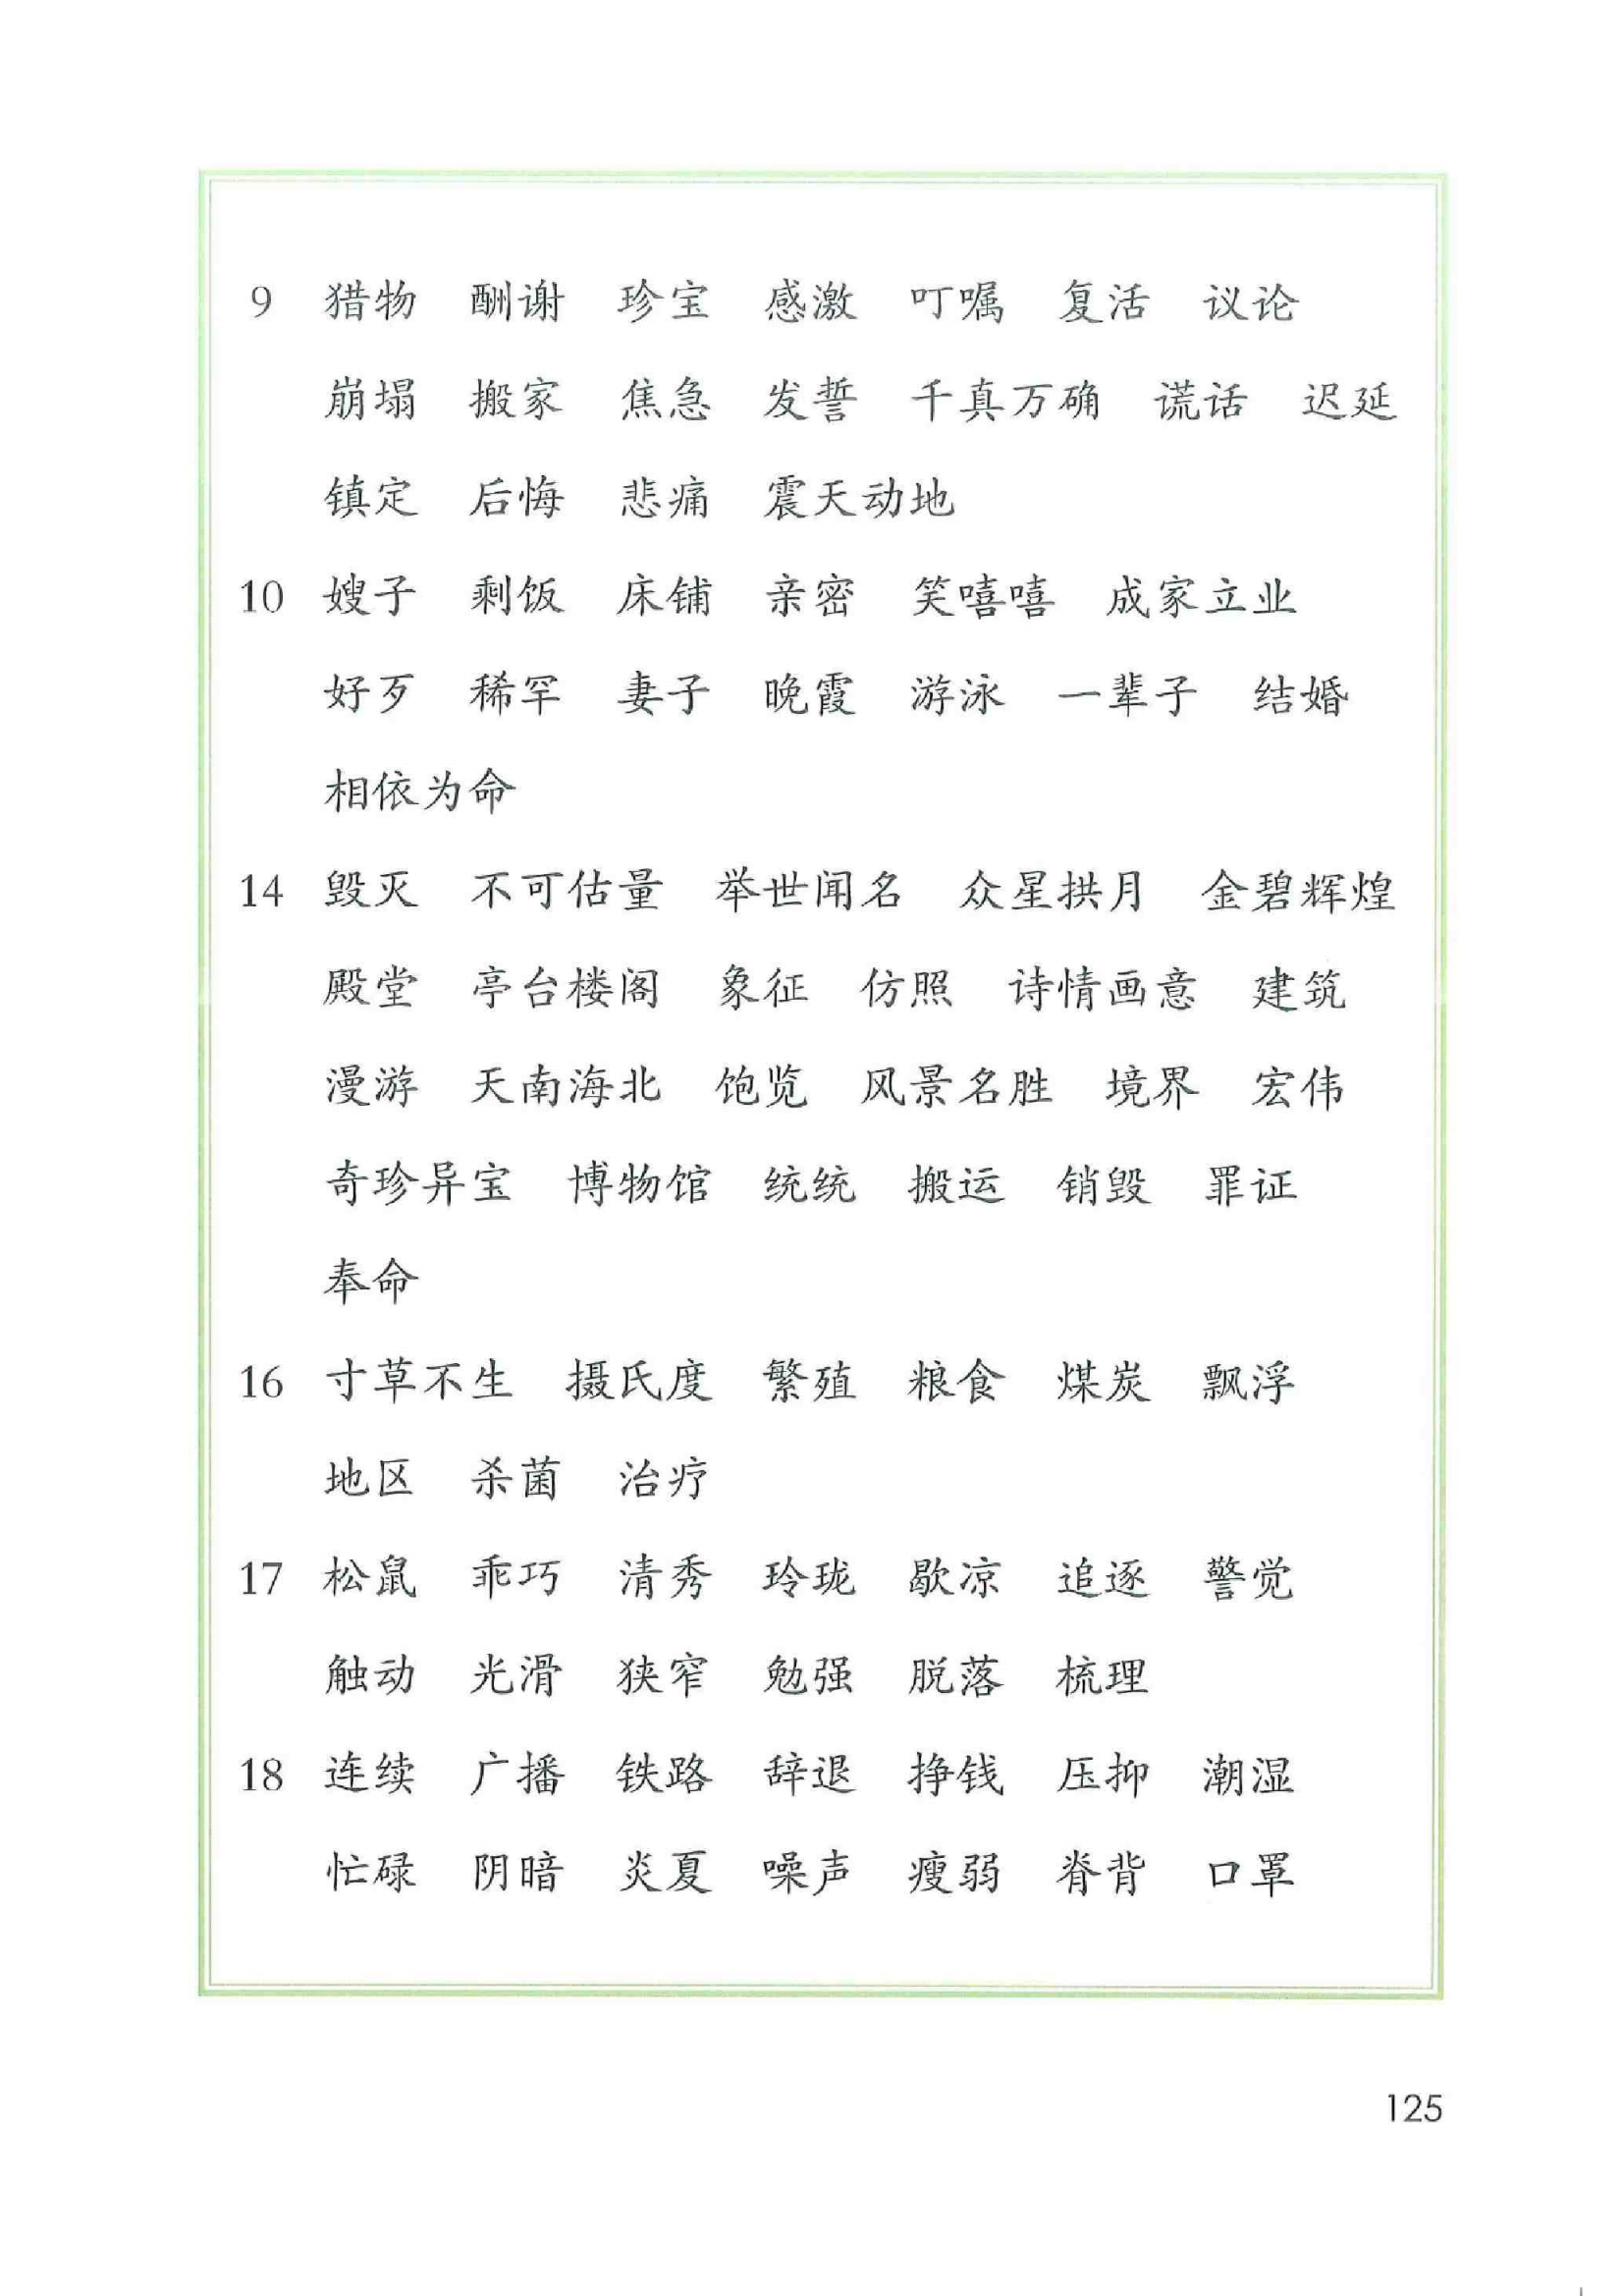 9 猎物 酬谢 珍宝 感激 叮嘱 复活 议论
崩塌 搬家 焦急 发誓 千真万确 谎话 迟延
镇定 后悔 悲痛 震天动地
10 嫂子 剩饭 床铺 亲密 笑嘻嘻 成家立业
好歹 稀罕 妻子 晚霞 游泳 一辈子 结婚
相依为命
14 毁灭 不可估量 举世闻名 众星拱月 金碧辉煌
殿堂 亭台楼阁 象征 仿照 诗情画意 建筑
漫游 天南海北 饱览 风景名胜 境界 宏伟
奇珍异宝 博物馆 统统 搬运 销毁 罪证
奉命
16 寸草不生 摄氏度 繁殖 粮食 煤炭 飘浮
地区 杀菌 治疗
17 松鼠 乖巧 清秀 玲珑 歇凉 追逐 警觉
触动 光滑 狭窄 勉强 脱落 梳理
18 连续 广播 铁路 辞退 挣钱 压抑 潮湿
忙碌 阴暗 炎夏 噪声 瘦弱 脊背 口罩
125